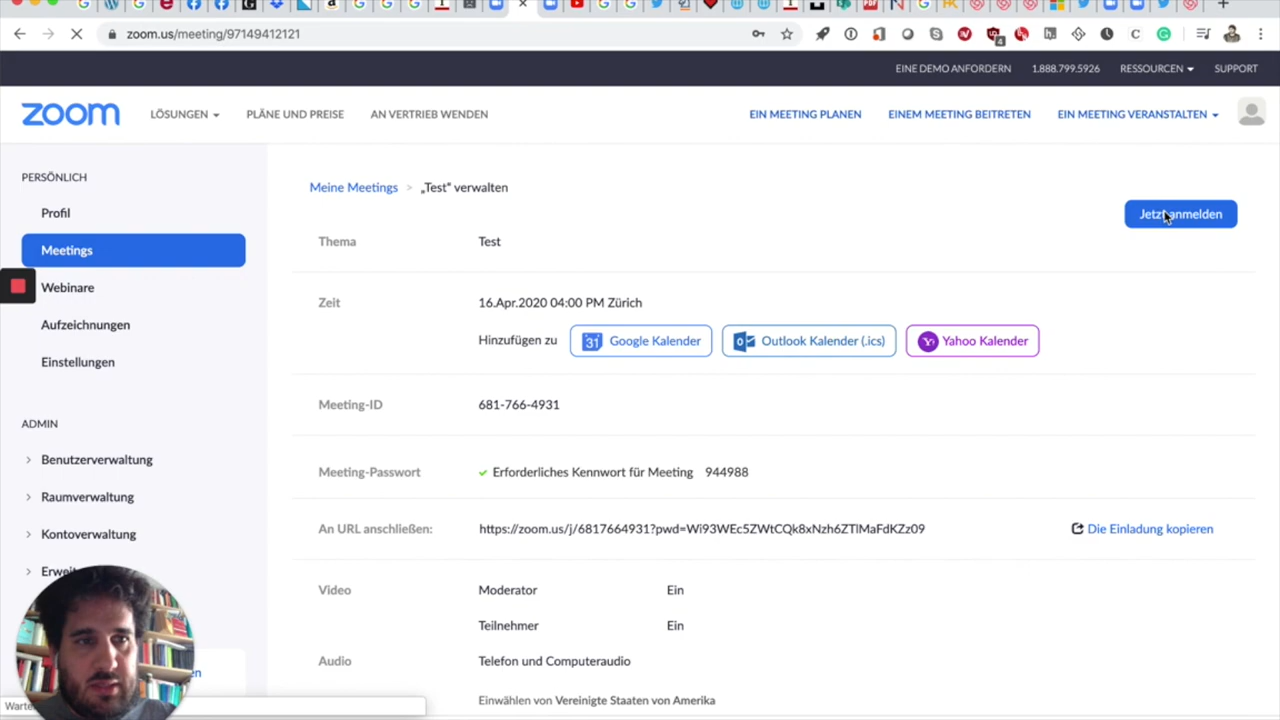 zoom.us/meeting/97149412121
EINE DEMO ANFORDERN 1.888.799.5926 RESSOURCEN SUPPORT
zoom LÖSUNGEN PLÄNE UND PREISE AN VERTRIEB WENDEN EIN MEETING PLANEN EINEM MEETING BEITRETEN EIN MEETING VERANSTALTEN
PERSÖNLICH
Profil
Meetings
Webinare
Aufzeichnungen
Einstellungen
ADMIN
Benutzerverwaltung
Raumverwaltung
Kontoverwaltung
Meine Meetings > „Test“ verwalten
Jetzt anmelden
Thema Test
Zeit 16.Apr.2020 04:00 PM Zürich
Hinzufügen zu Google Kalender Outlook Kalender (.ics) Yahoo Kalender
Meeting-ID 681-766-4931
Meeting-Passwort Erforderliches Kennwort für Meeting 944988
An URL anschließen: https://zoom.us/j/6817664931?pwd=Wi93WEc5ZWtCQk8xNzh6ZTlMaFdKZz09 Die Einladung kopieren
Video Moderator Ein
Teilnehmer Ein
Audio Telefon und Computeraudio
Einwählen von Vereinigte Staaten von Amerika